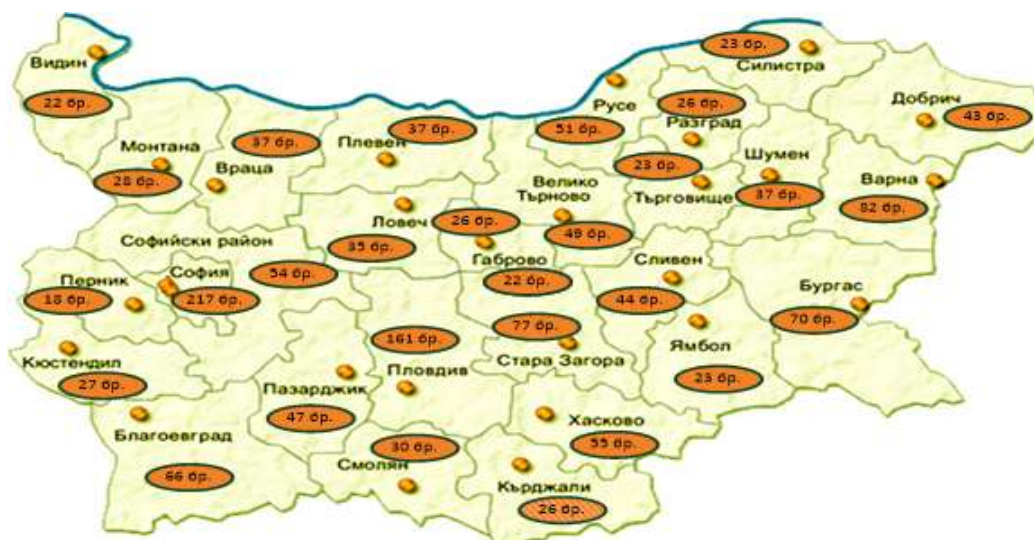 23 бр.
Силистра
Видин
22 бр.
Русе
26 бр.
Разград
Добрич
43 бр.
37 бр.
Плевен
51 бр.
37 бр.
Враца
Монтана
28 бр.
23 бр.
Търговище
Шумен
37 бр.
Варна
82 бр.
Велико
Търново
49 бр.
Ловеч
35 бр.
26 бр.
Габрово
22 бр.
Софийски район
54 бр.
София
217 бр.
Перник
18 бр.
Сливен
44 бр.
Бургас
70 бр.
77 бр.
Стара Загора
161 бр.
Пловдив
Ямбол
23 бр.
Кюстендил
27 бр.
Пазарджик
47 бр.
Благоевград
66 бр.
30 бр.
Смолян
Хасково
55 бр.
Кърджали
26 бр.